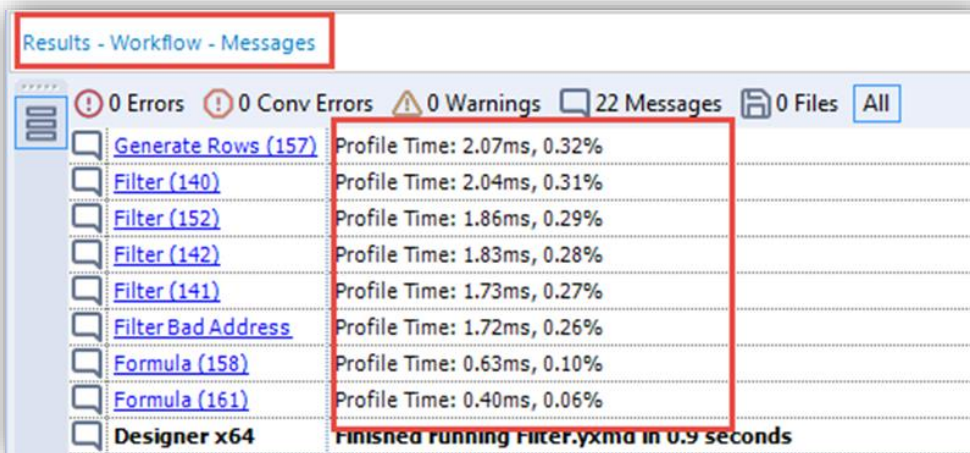 Results - Workflow - Messages
0 Errors 0 Conv Errors 0 Warnings 22 Messages 0 Files All
Generate Rows (157) Profile Time: 2.07ms, 0.32%
Filter (140) Profile Time: 2.04ms, 0.31%
Filter (152) Profile Time: 1.86ms, 0.29%
Filter (142) Profile Time: 1.83ms, 0.28%
Filter (141) Profile Time: 1.73ms, 0.27%
Filter Bad Address Profile Time: 1.72ms, 0.26%
Formula (158) Profile Time: 0.63ms, 0.10%
Formula (161) Profile Time: 0.40ms, 0.06%
Designer x64 Finished running Filter.yxmd in 0.9 seconds